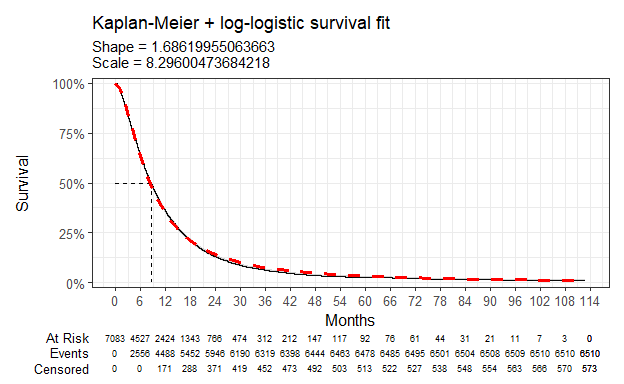 Kaplan-Meier + log-logistic survival fit
Shape = 1.68619955063663
Scale = 8.29600473684218
100%
75%
50%
25%
0%
Survival
0 6 12 18 24 30 36 42 48 54 60 66 72 78 84 90 96 102 108 114
Months
At Risk 7083 4527 2424 1343 766 474 312 212 147 117 92 76 61 44 31 21 11 7 3 0
Events 0 2556 4488 5452 5946 6190 6319 6398 6444 6463 6478 6485 6495 6501 6504 6508 6509 6510 6510 6510
Censored 0 0 171 288 371 419 452 473 492 503 513 522 527 538 548 554 563 566 570 573